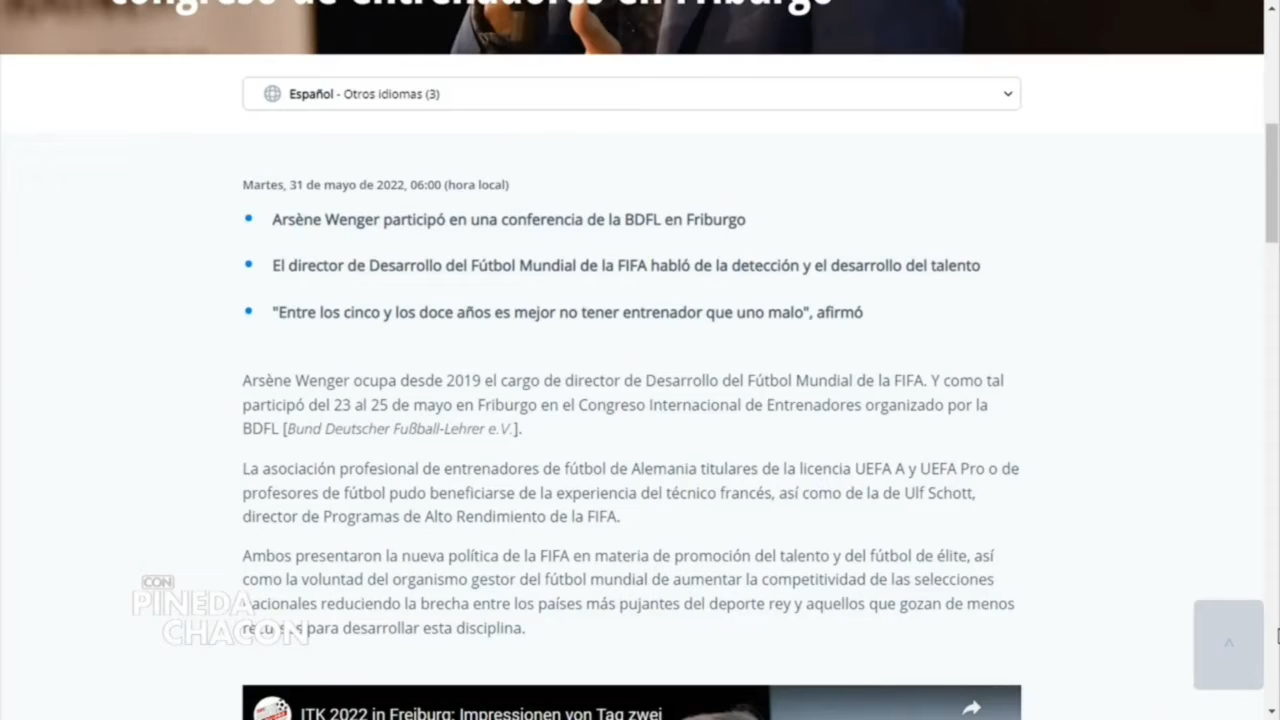 congreso de entrenadores en Friburgo
Español - Otros idiomas (3)
Martes, 31 de mayo de 2022, 06:00 (hora local)
Arsène Wenger participó en una conferencia de la BDFL en Friburgo
El director de Desarrollo del Fútbol Mundial de la FIFA habló de la detección y el desarrollo del talento
"Entre los cinco y los doce años es mejor no tener entrenador que uno malo", afirmó
Arsène Wenger ocupa desde 2019 el cargo de director de Desarrollo del Fútbol Mundial de la FIFA. Y como tal
participó del 23 al 25 de mayo en Friburgo en el Congreso Internacional de Entrenadores organizado por la
BDFL [Bund Deutscher Fußball-Lehrer e.V.].
La asociación profesional de entrenadores de fútbol de Alemania titulares de la licencia UEFA A y UEFA Pro o de
profesores de fútbol pudo beneficiarse de la experiencia del técnico francés, así como de la de Ulf Schott,
director de Programas de Alto Rendimiento de la FIFA.
Ambos presentaron la nueva política de la FIFA en materia de promoción del talento y del fútbol de élite, así
como la voluntad del organismo gestor del fútbol mundial de aumentar la competitividad de las selecciones
nacionales reduciendo la brecha entre los países más pujantes del deporte rey y aquellos que gozan de menos
recursos para desarrollar esta disciplina.
CON
PINEDA
CHACÓN
ITK 2022 in Freiburg: Impressionen von Tag zwei